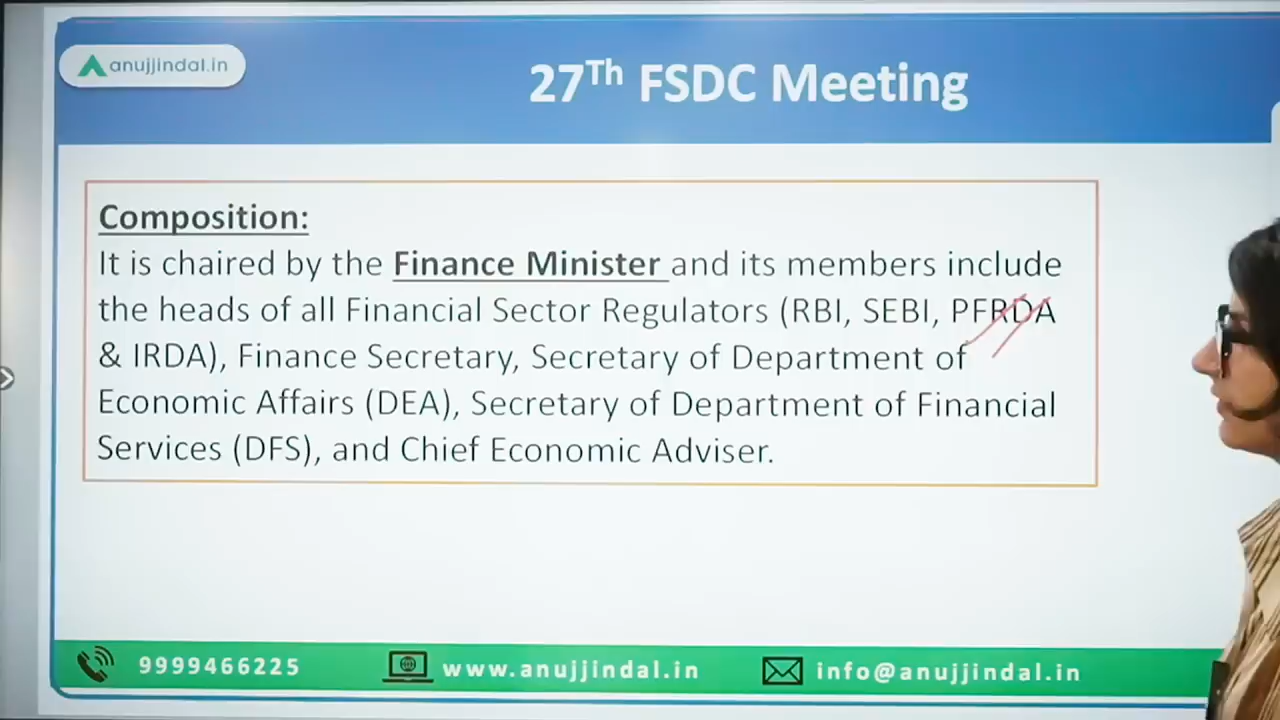 anujjindal.in
27Th FSDC Meeting
Composition:
It is chaired by the Finance Minister and its members include
the heads of all Financial Sector Regulators (RBI, SEBI, PFRDA
& IRDA), Finance Secretary, Secretary of Department of
Economic Affairs (DEA), Secretary of Department of Financial
Services (DFS), and Chief Economic Adviser.
9999466225 www.anujjindal.in info@anujjindal.in